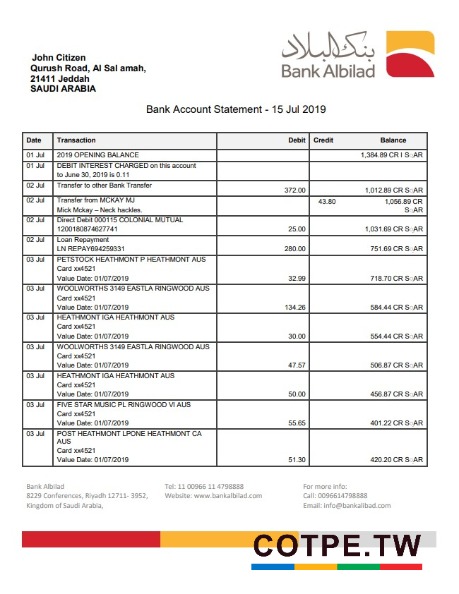 John Citizen
Qurush Road, Al Sal amah,
21411 Jeddah
SAUDI ARABIA
بنك البلاد
Bank Albilad
Bank Account Statement - 15 Jul 2019
Date Transaction Debit Credit Balance
01 Jul 2019 OPENING BALANCE 1,384.89 CR
01 Jul DEBIT INTEREST CHARGED on this account
to June 30, 2019 is 0.11
02 Jul Transfer to other Bank Transfer 372.00 1,012.89 CR
02 Jul Transfer from MCKAY MJ 43.80 1,056.89 CR
Mick Mckay – Neck hackles.
02 Jul Direct Debit 000115 COLONIAL MUTUAL
1200180874627741 25.00 1,031.69 CR
02 Jul Loan Repayment
LN REPAY694259331 280.00 751.69 CR
03 Jul PETSTOCK HEATHMONT P HEATHMONT AUS
Card xx4521
Value Date: 01/07/2019 32.99 718.70 CR
03 Jul WOOLWORTHS 3149 EASTLA RINGWOOD AUS
Card xx4521
Value Date: 01/07/2019 134.26 584.44 CR
03 Jul HEATHMONT IGA HEATHMONT AUS
Card xx4521
Value Date: 01/07/2019 30.00 554.44 CR
03 Jul WOOLWORTHS 3149 EASTLA RINGWOOD AUS
Card xx4521
Value Date: 01/07/2019 47.57 506.87 CR
03 Jul HEATHMONT IGA HEATHMONT AUS
Card xx4521
Value Date: 01/07/2019 50.00 456.87 CR
03 Jul FIVE STAR MUSIC PL RINGWOOD VI AUS
Card xx4521
Value Date: 01/07/2019 55.65 401.22 CR
03 Jul POST HEATHMONT LPONE HEATHMONT CA
AUS
Card xx4521
Value Date: 01/07/2019 51.30 420.20 CR
Bank Albilad Tel: 11 00966 11 4798888 For more info:
8229 Conferences, Riyadh 12711- 3952, Website: www.bankalbilad.com Call: 0096614798888
Kingdom of Saudi Arabia, Email: info@bankalibad.com
COTPE.TW